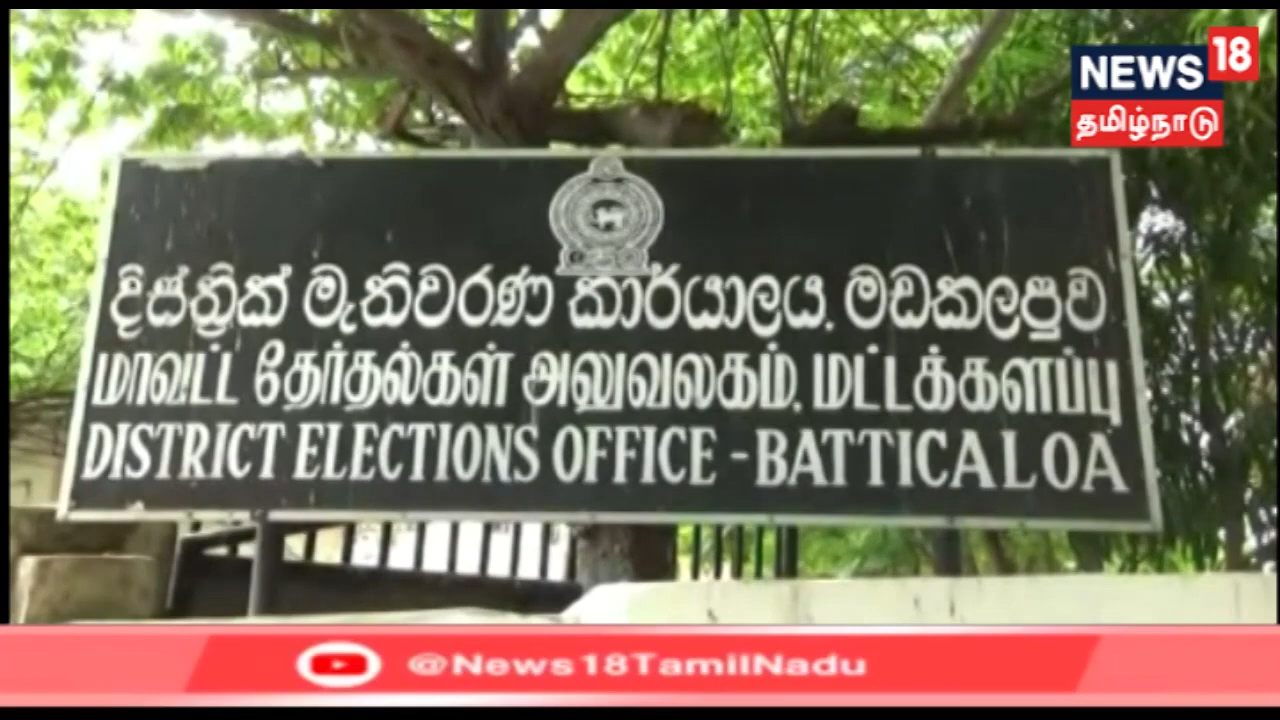 NEWS 18
தமிழ்நாடு
දිස්ත්‍රික් මැතිවරණ කාර්යාලය. මඩකලපුව
மாவட்ட தேர்தல்கள் அலுவலகம். மட்டக்களப்பு
DISTRICT ELECTIONS OFFICE - BATTICALOA
@News18TamilNadu